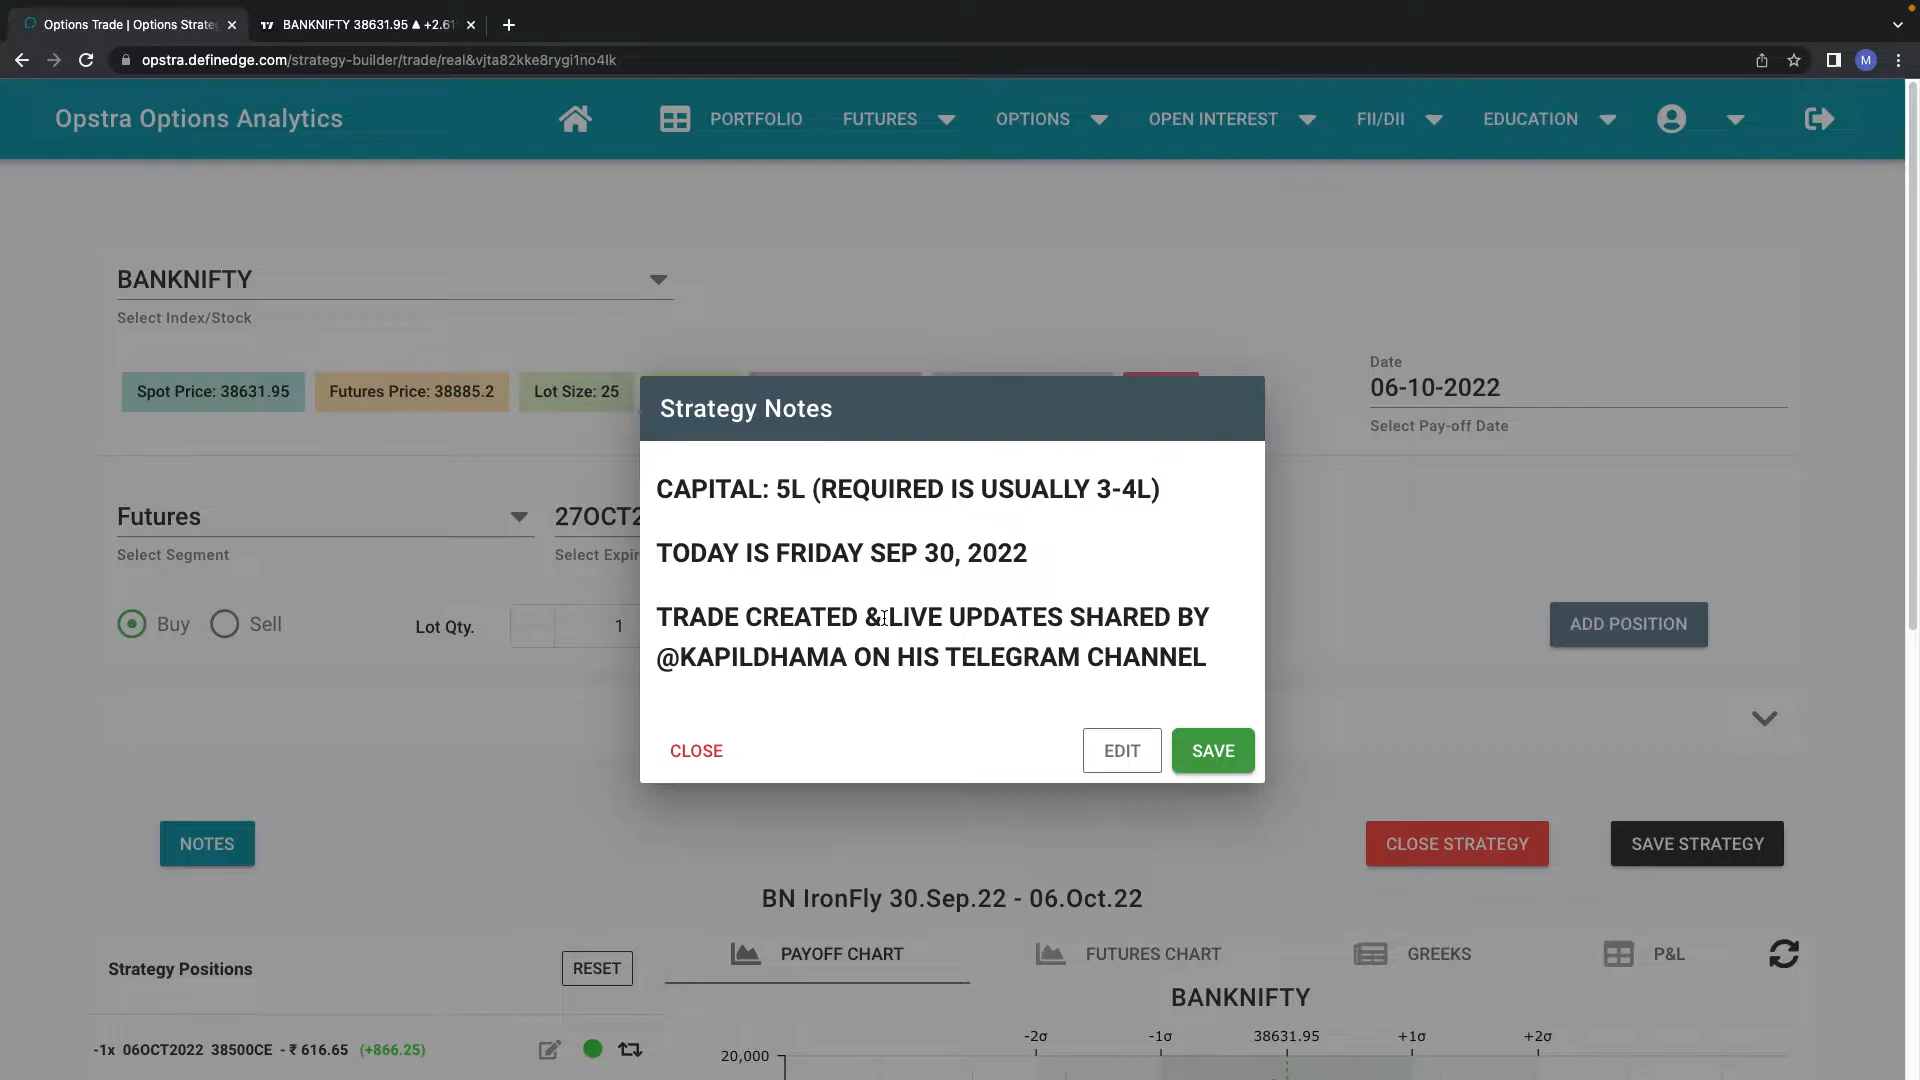 Options Trade | Options Strate
BANKNIFTY 38631.95 ▲ +2.61
opstra.definedge.com/strategy-builder/trade/real&vjta82kke8rygi1no4lk
M
Opstra Options Analytics
PORTFOLIO
FUTURES
OPTIONS
OPEN INTEREST
FII/DII
EDUCATION
BANKNIFTY
Select Index/Stock
Spot Price: 38631.95
Futures Price: 38885.2
Lot Size: 25
Date
06-10-2022
Select Pay-off Date
Strategy Notes
CAPITAL: 5L (REQUIRED IS USUALLY 3-4L)
TODAY IS FRIDAY SEP 30, 2022
TRADE CREATED & LIVE UPDATES SHARED BY
@KAPILDHAMA ON HIS TELEGRAM CHANNEL
CLOSE
EDIT
SAVE
Futures
Select Segment
27OCT2
Select Expir
Buy
Sell
Lot Qty.
1
ADD POSITION
NOTES
CLOSE STRATEGY
SAVE STRATEGY
BN IronFly 30.Sep.22 - 06.Oct.22
Strategy Positions
RESET
PAYOFF CHART
FUTURES CHART
GREEKS
P&L
BANKNIFTY
-2σ -1σ 38631.95 +1σ +2σ
-1x 06OCT2022 38500CE - ₹ 616.65 (+866.25)
20,000